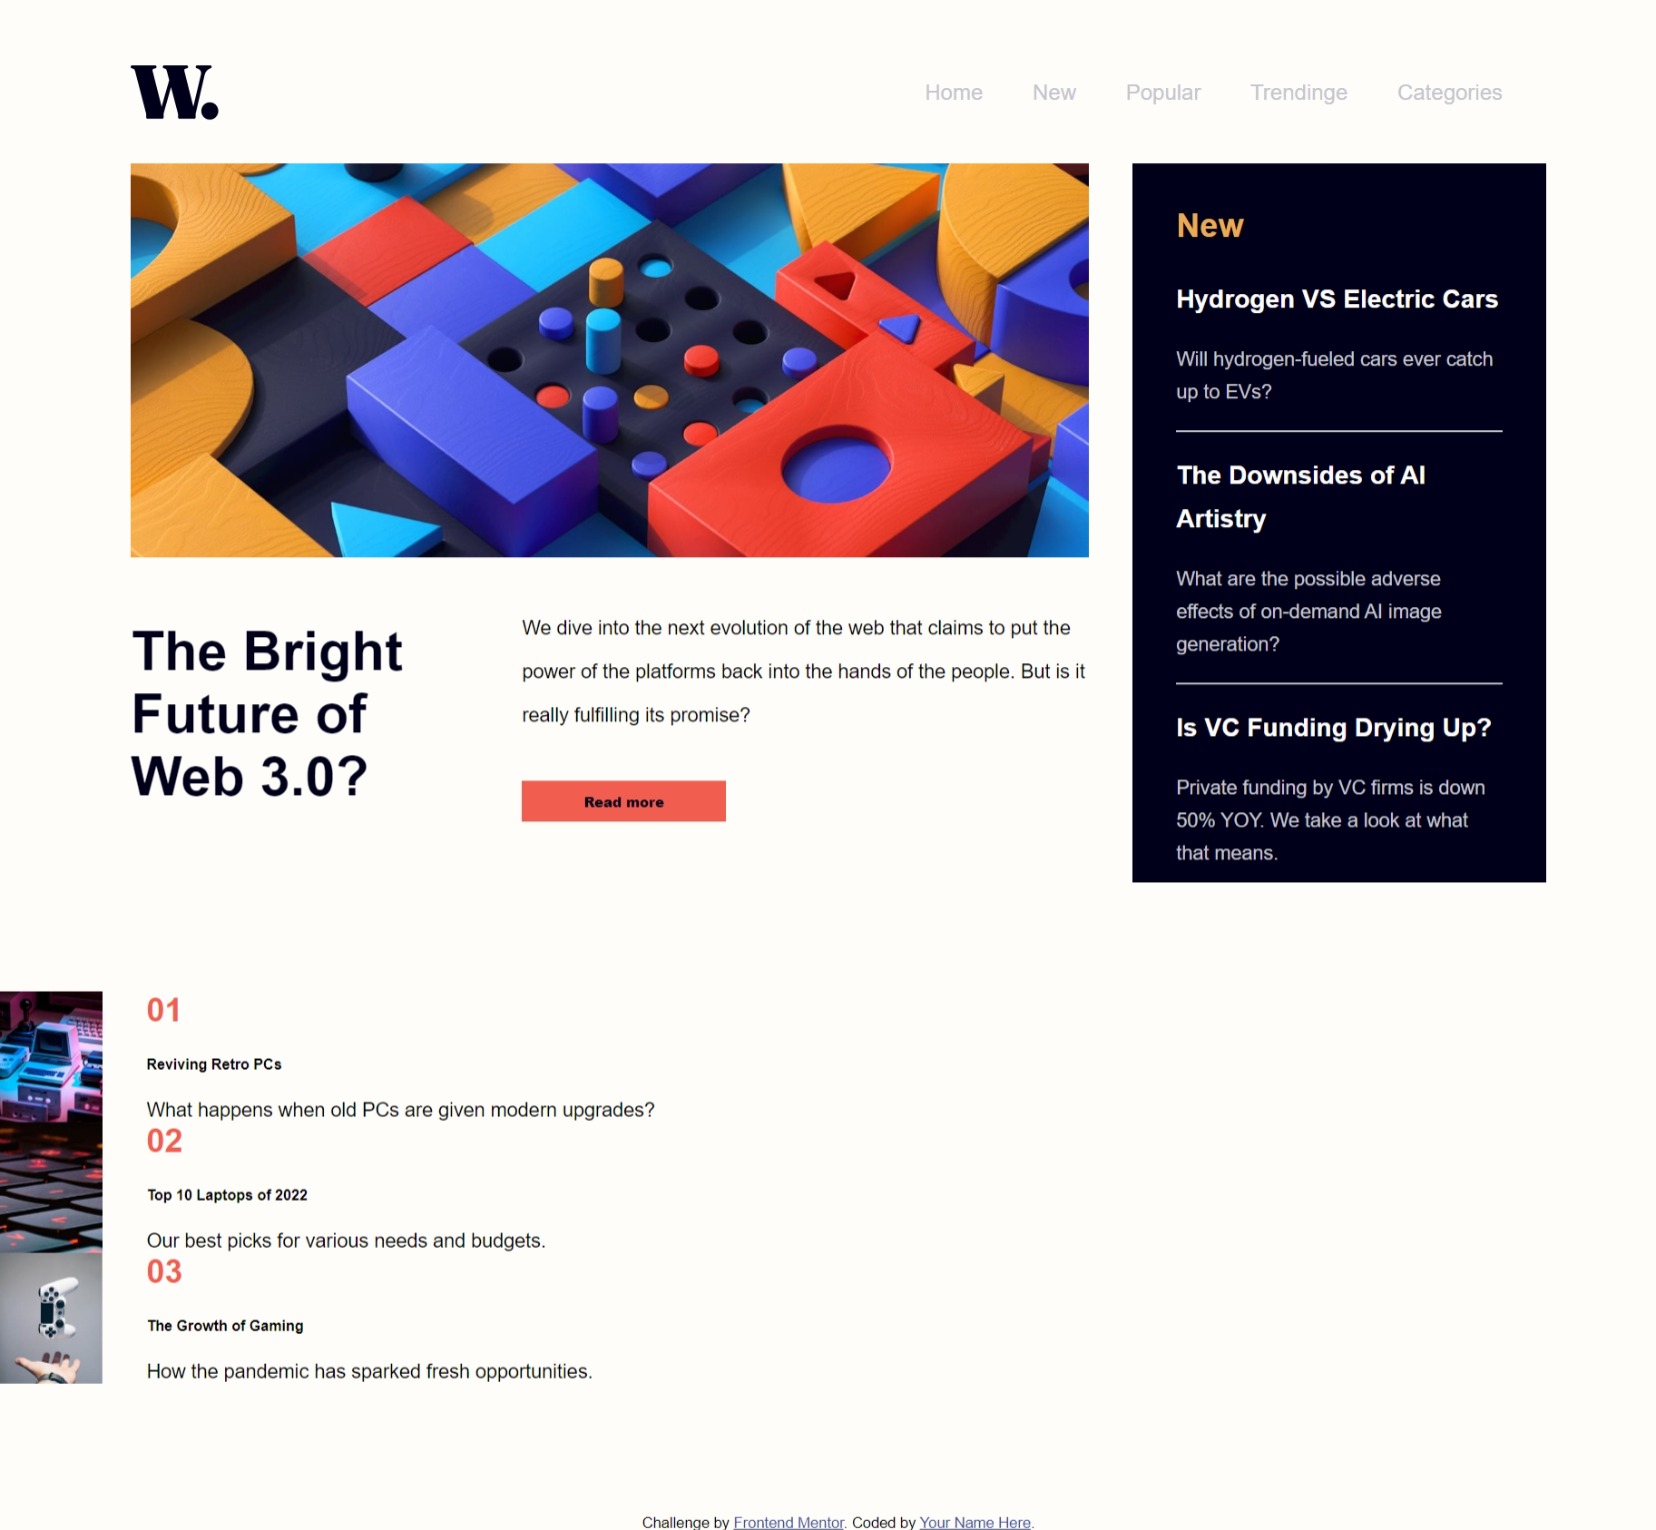 W.
Home New Popular Trendinge Categories
New
Hydrogen VS Electric Cars
Will hydrogen-fueled cars ever catch
up to EVs?
The Downsides of AI
Artistry
What are the possible adverse
effects of on-demand AI image
generation?
Is VC Funding Drying Up?
Private funding by VC firms is down
50% YOY. We take a look at what
that means.
The Bright
Future of
Web 3.0?
We dive into the next evolution of the web that claims to put the
power of the platforms back into the hands of the people. But is it
really fulfilling its promise?
Read more
01
Reviving Retro PCs
What happens when old PCs are given modern upgrades?
02
Top 10 Laptops of 2022
Our best picks for various needs and budgets.
03
The Growth of Gaming
How the pandemic has sparked fresh opportunities.
Challenge by Frontend Mentor. Coded by Your Name Here.